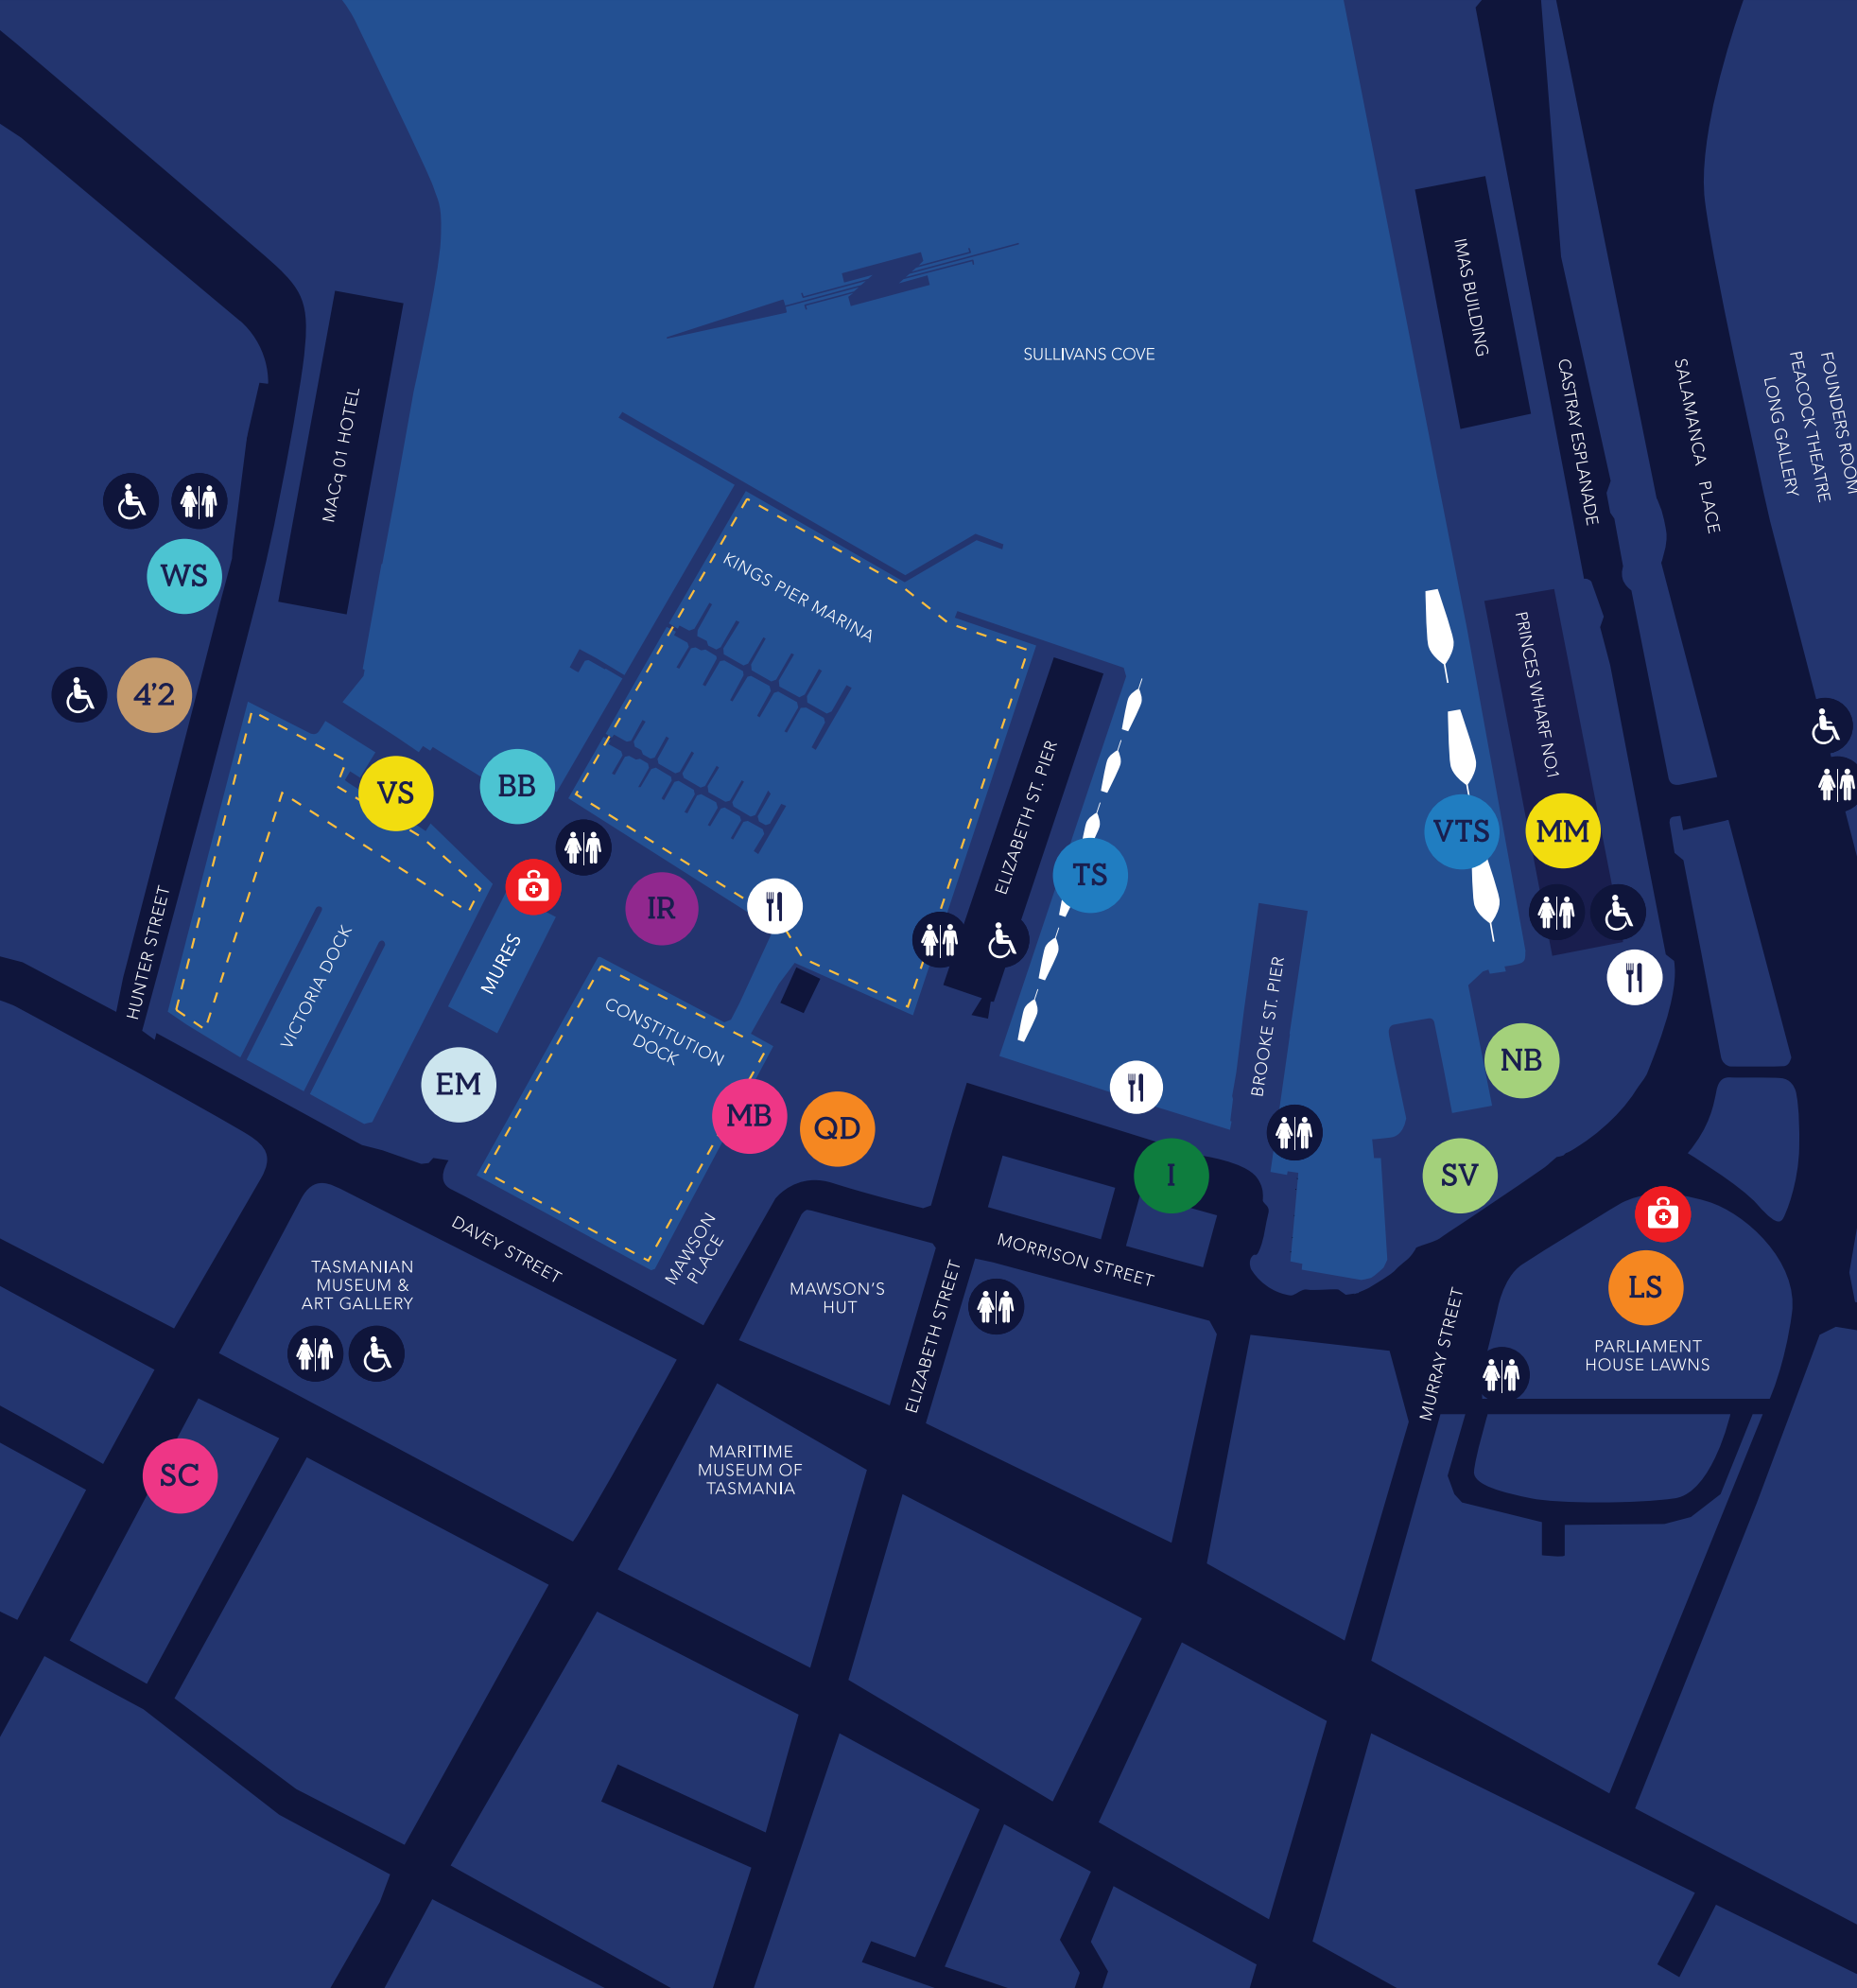 SULLIVANS COVE
IMAS BUILDING
CASTRAY ESPLANADE
SALAMANCA PLACE
FOUNDERS ROOM
PEACOCK THEATRE
LONG GALLERY
MACq 01 HOTEL
WS
4'2
KINGS PIER MARINA
PRINCES WHARF NO.1
VS
BB
ELIZABETH ST. PIER
TS
VTS
MM
IR
HUNTER STREET
VICTORIA DOCK
MURES
CONSTITUTION
DOCK
BROOKE ST. PIER
NB
EM
MB
QD
I
SV
DAVEY STREET
MAWSON
PLACE
MORRISON STREET
TASMANIAN
MUSEUM &
ART GALLERY
MAWSON'S
HUT
ELIZABETH STREET
MURRAY STREET
LS
PARLIAMENT
HOUSE LAWNS
SC
MARITIME
MUSEUM OF
TASMANIA